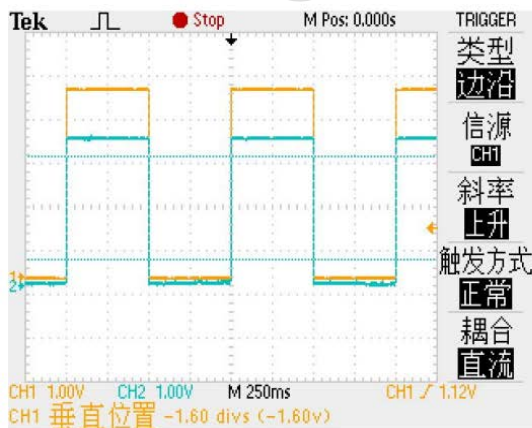 Tek Stop M Pos: 0.000s TRIGGER
类型
边沿
信源
CH1
斜率
上升
触发方式
正常
耦合
直流
1
2
CH1 1.00V CH2 1.00V M 250ms CH1 1.12V
CH1 垂直位置 -1.60 divs (-1.60v)